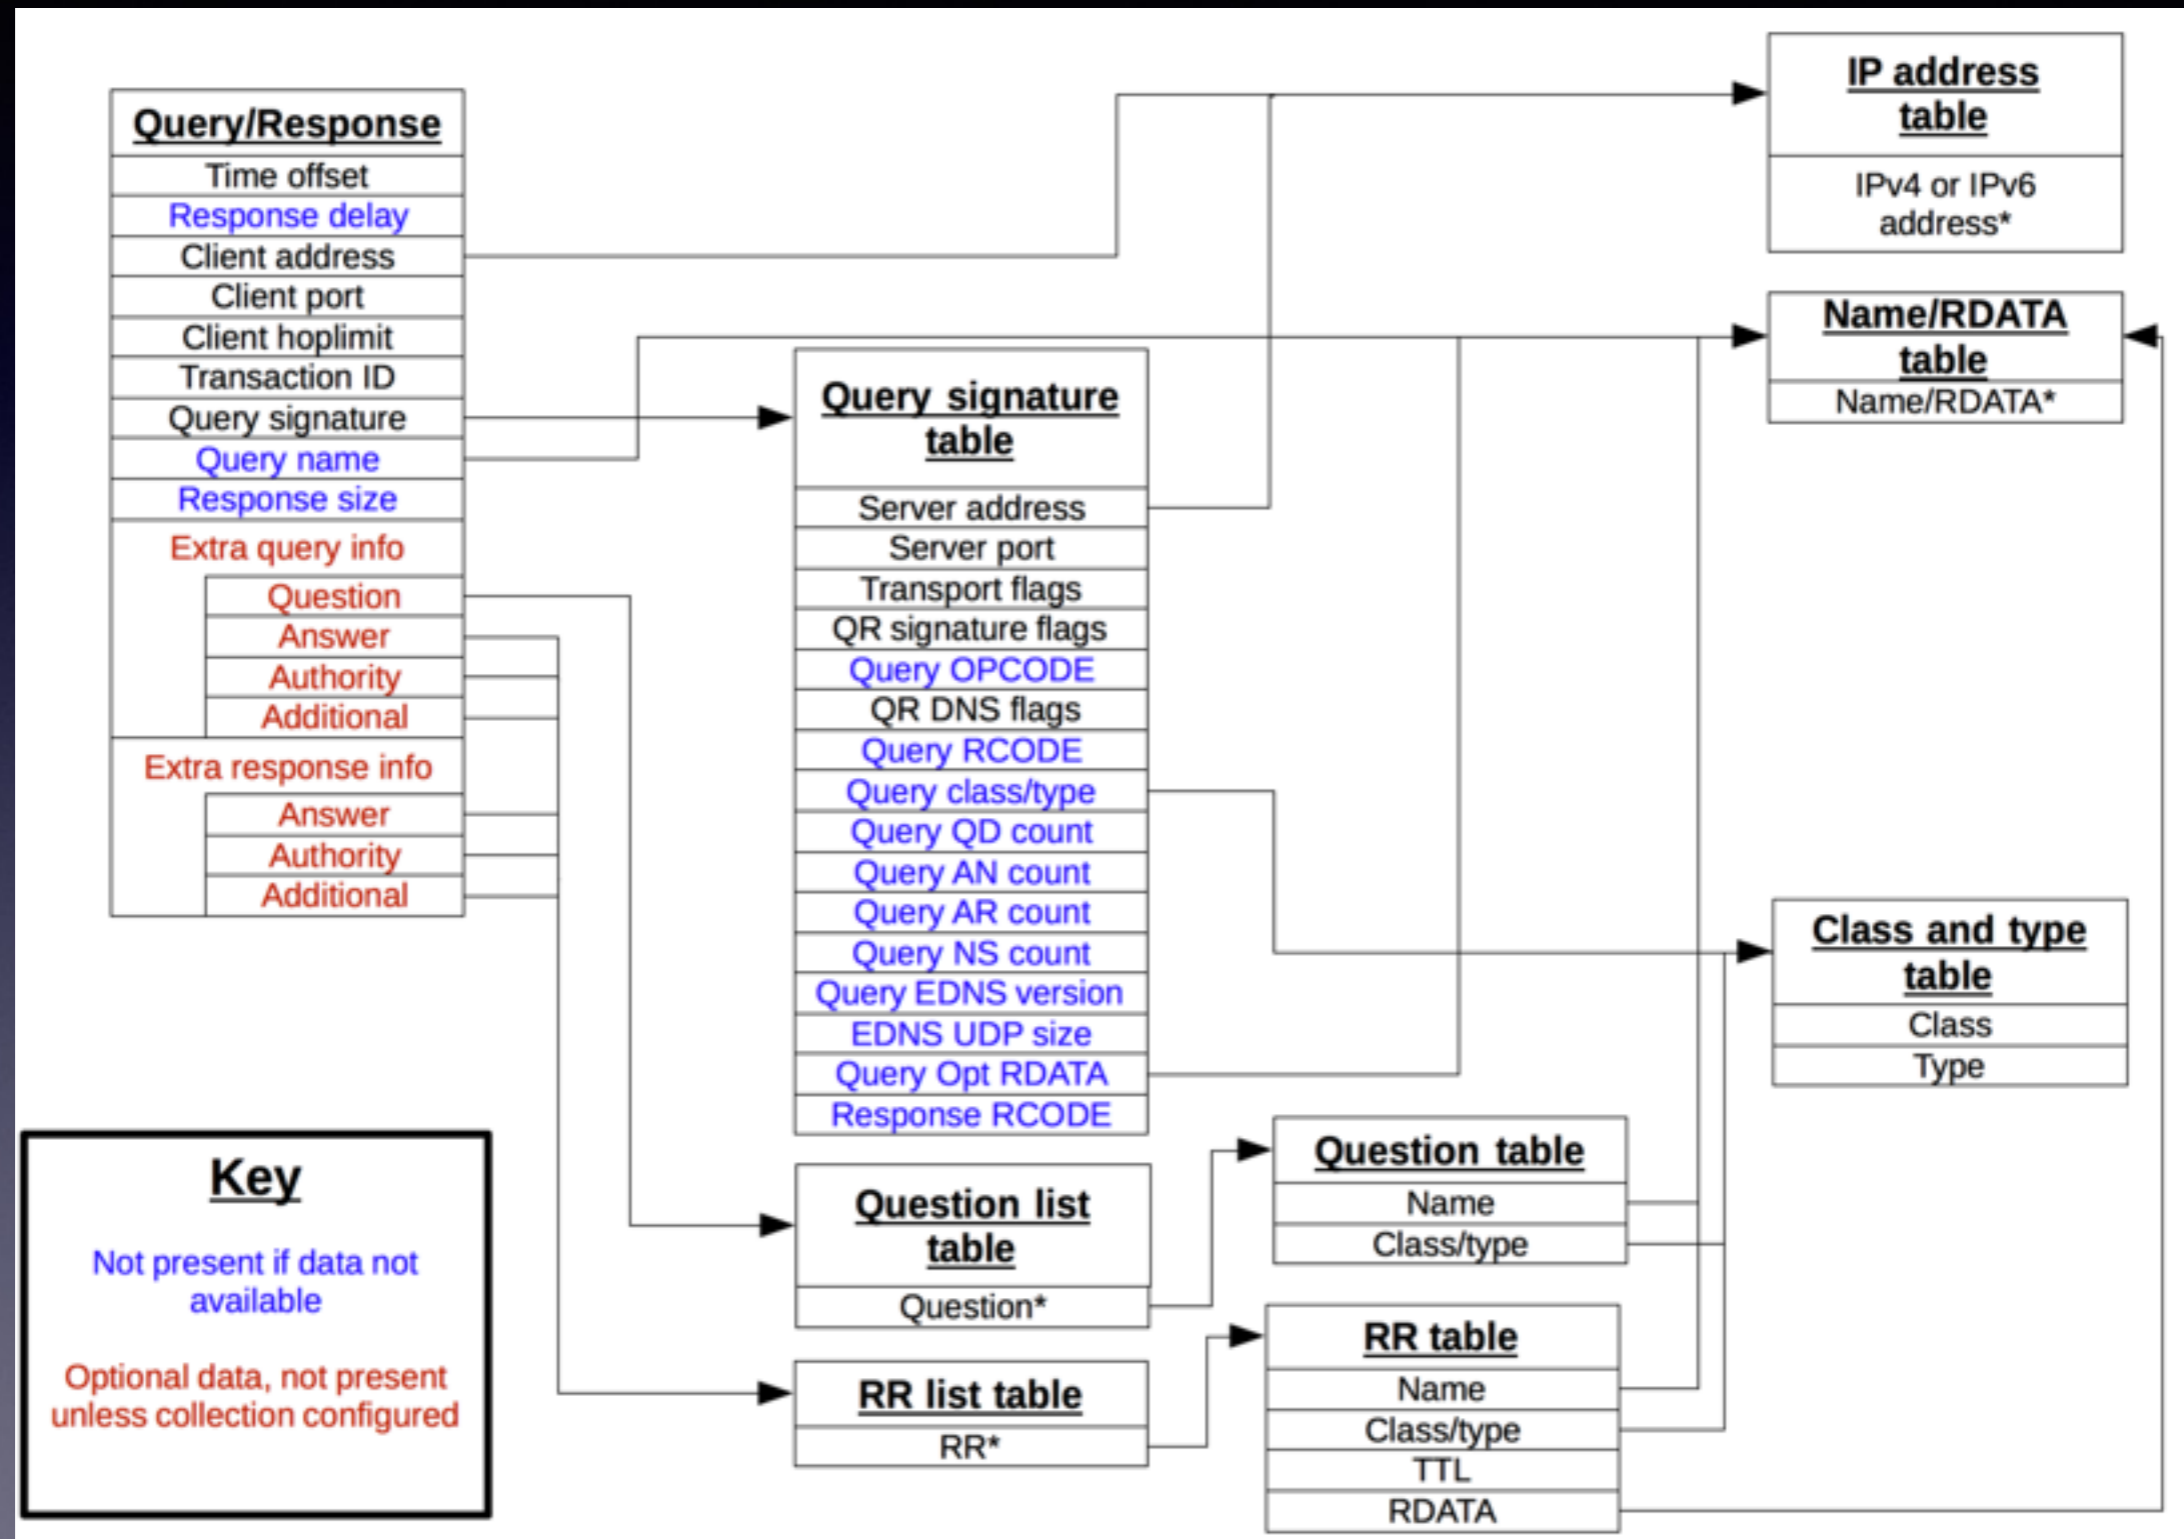 Query/Response
Time offset
Response delay
Client address
Client port
Client hoplimit
Transaction ID
Query signature
Query name
Response size
Extra query info
Question
Answer
Authority
Additional
Extra response info
Answer
Authority
Additional
Key
Not present if data not
available
Optional data, not present
unless collection configured
Query signature
table
Server address
Server port
Transport flags
QR signature flags
Query OPCODE
QR DNS flags
Query RCODE
Query class/type
Query QD count
Query AN count
Query AR count
Query NS count
Query EDNS version
EDNS UDP size
Query Opt RDATA
Response RCODE
Question list
table
Question*
RR list table
RR*
Question table
Name
Class/type
RR table
Name
Class/type
TTL
RDATA
IP address
table
IPv4 or IPv6
address*
Name/RDATA
table
Name/RDATA*
Class and type
table
Class
Type